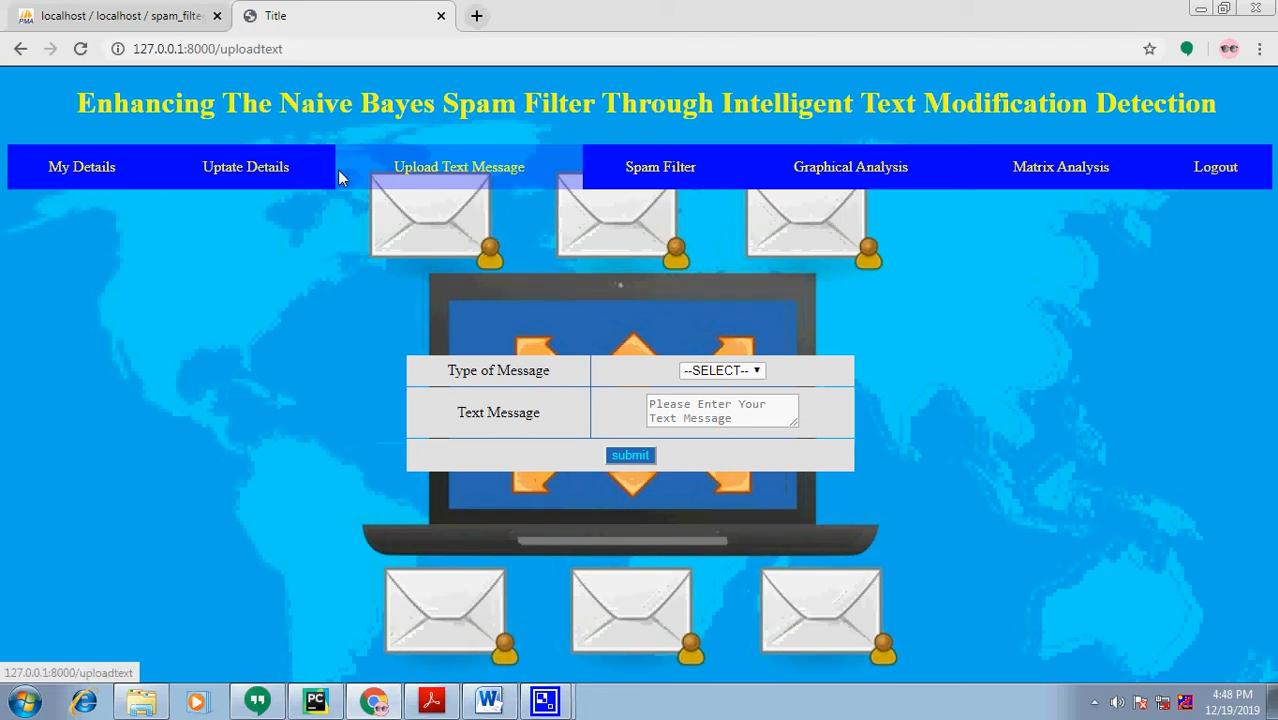 localhost / localhost / spam_filte
Title
127.0.0.1:8000/uploadtext
Enhancing The Naive Bayes Spam Filter Through Intelligent Text Modification Detection
My Details Uptate Details Upload Text Message Spam Filter Graphical Analysis Matrix Analysis Logout
Type of Message --SELECT--
Text Message Please Enter Your
Text Message
submit
127.0.0.1:8000/uploadtext
4:48 PM
12/19/2019